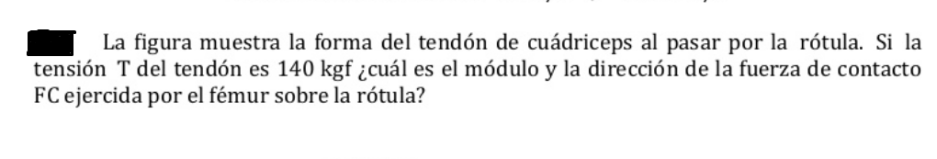 La figura muestra la forma del tendón de cuádriceps al pasar por la rótula. Si la
tensión T del tendón es 140 kgf ¿cuál es el módulo y la dirección de la fuerza de contacto
FC ejercida por el fémur sobre la rótula?